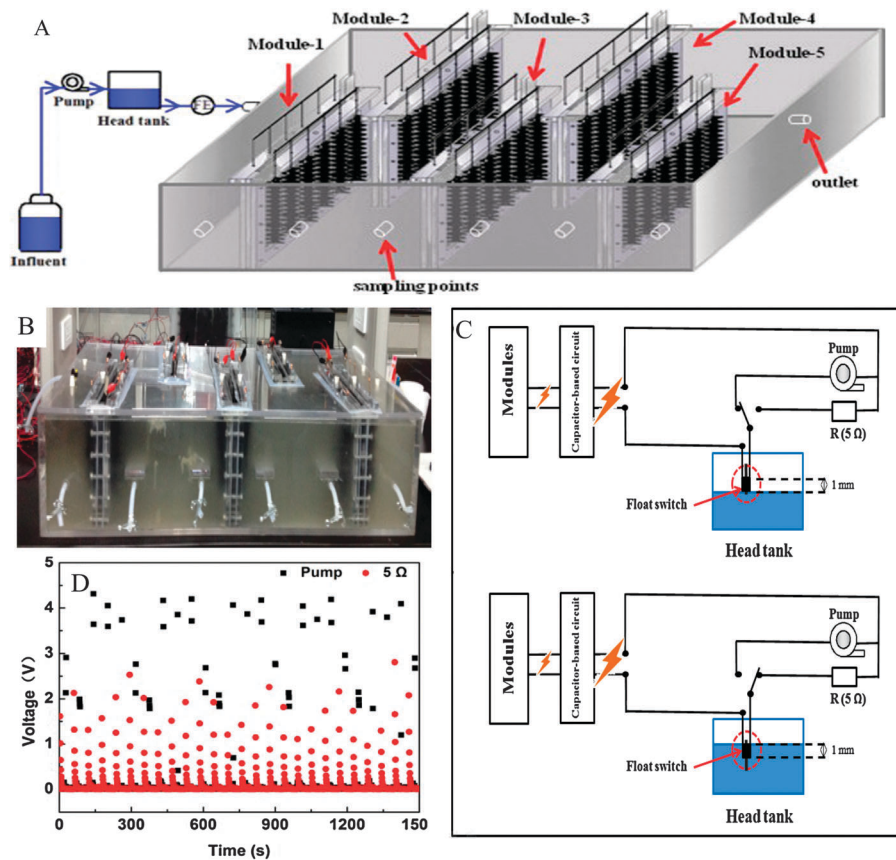 A
Module-1
Module-2
Module-3
Module-4
Module-5
Pump
Head tank
FE
Influent
outlet
sampling points
B
C
Modules
Capacitor-based circuit
Pump
R (5 Ω)
Float switch
1 mm
Head tank
Modules
Capacitor-based circuit
Pump
R (5 Ω)
Float switch
1 mm
Head tank
D
Pump 5 Ω
Voltage (V)
5
4
3
2
1
0
0 300 600 900 1200 150
Time (s)